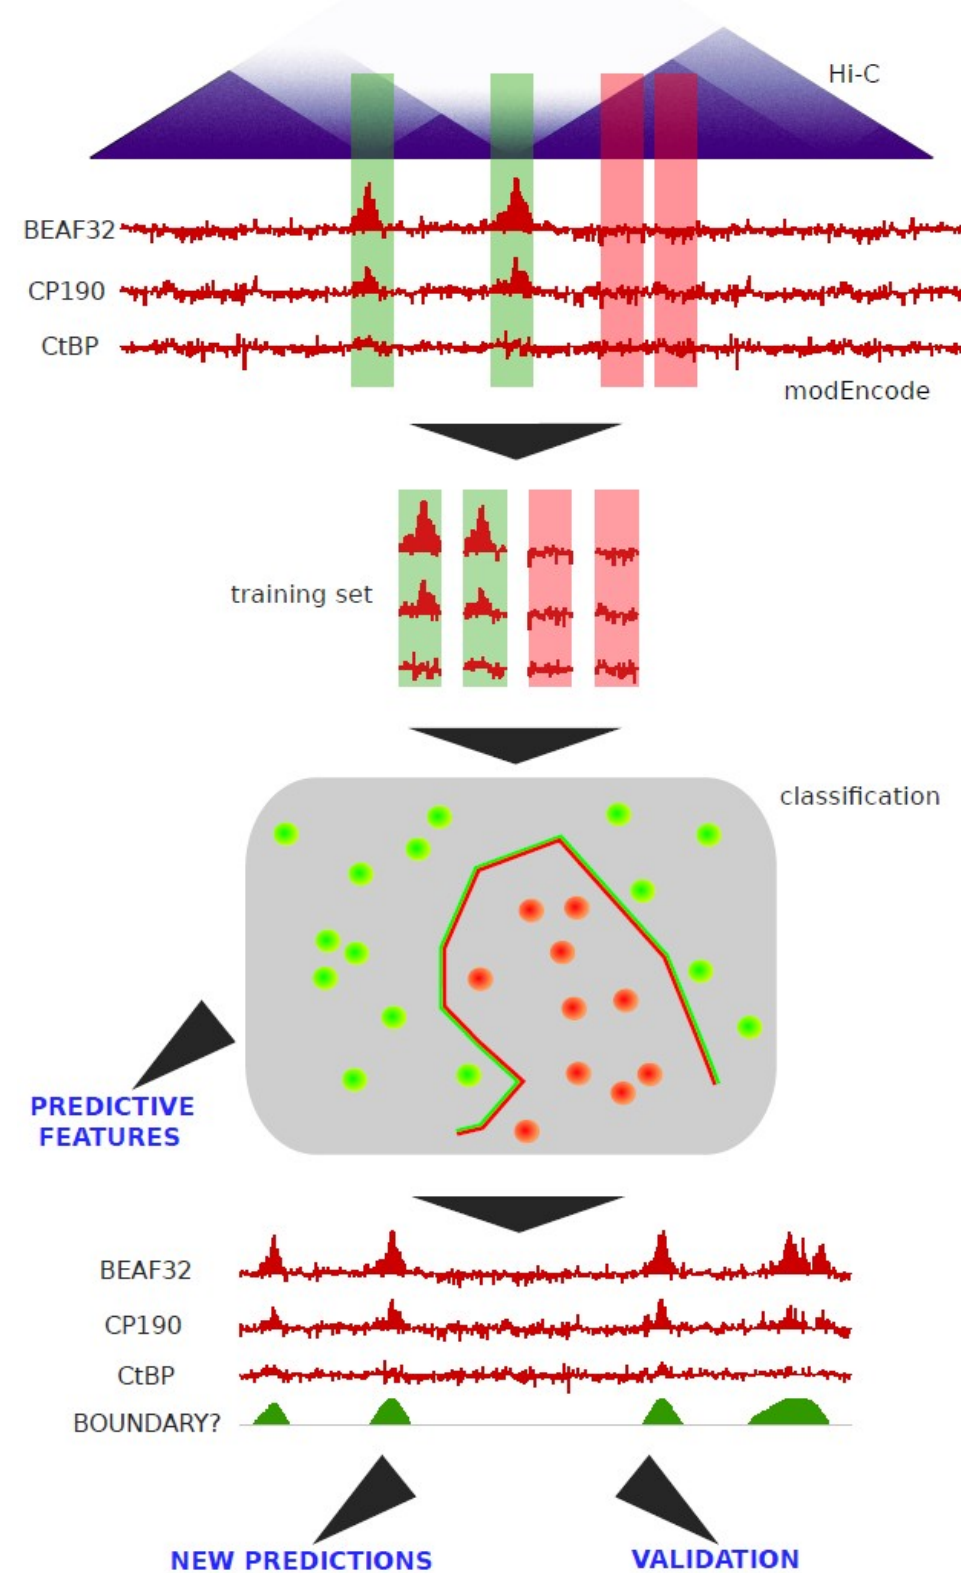 Hi-C
BEAF32
CP190
CtBP
modEncode
training set
classification
PREDICTIVE
FEATURES
BEAF32
CP190
CtBP
BOUNDARY?
NEW PREDICTIONS
VALIDATION